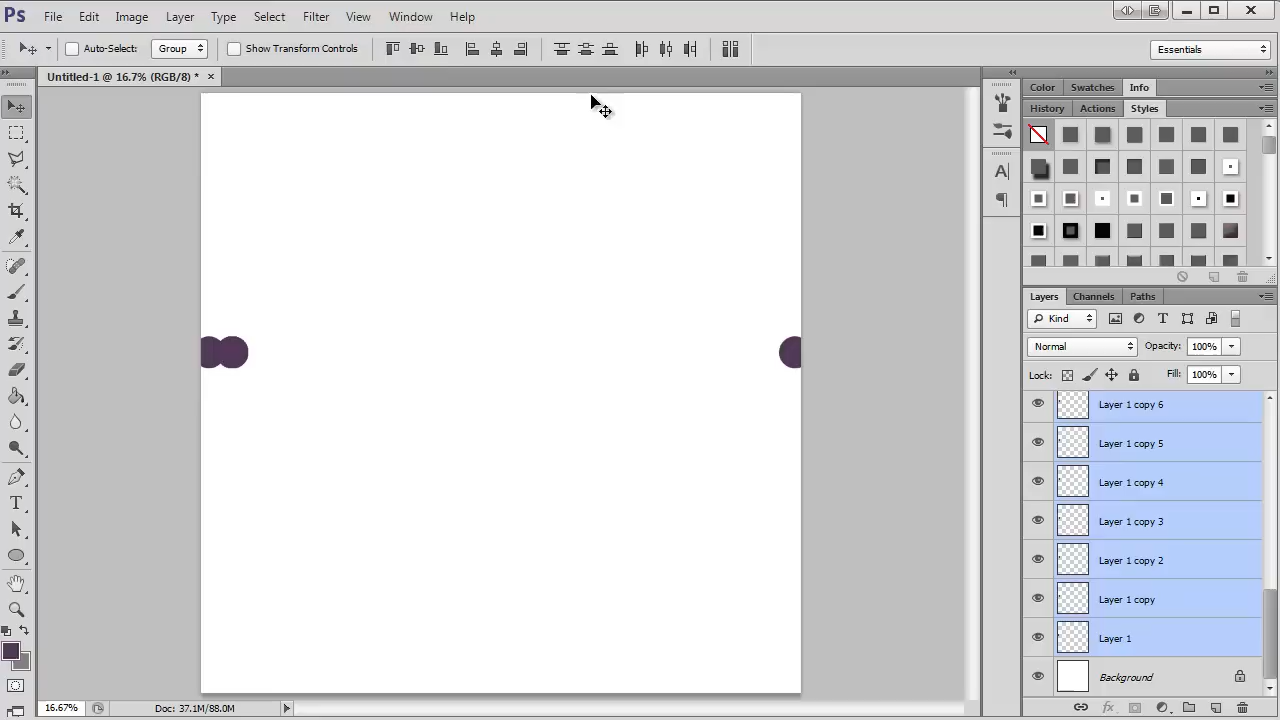 Ps File Edit Image Layer Type Select Filter View Window Help
Auto-Select: Group Show Transform Controls Essentials
Untitled-1 @ 16.7% (RGB/8) * ×
Color Swatches Info
History Actions Styles
Layers Channels Paths
Kind
Normal Opacity: 100%
Lock: Fill: 100%
Layer 1 copy 6
Layer 1 copy 5
Layer 1 copy 4
Layer 1 copy 3
Layer 1 copy 2
Layer 1 copy
Layer 1
Background
16.67% Doc: 37.1M/88.0M